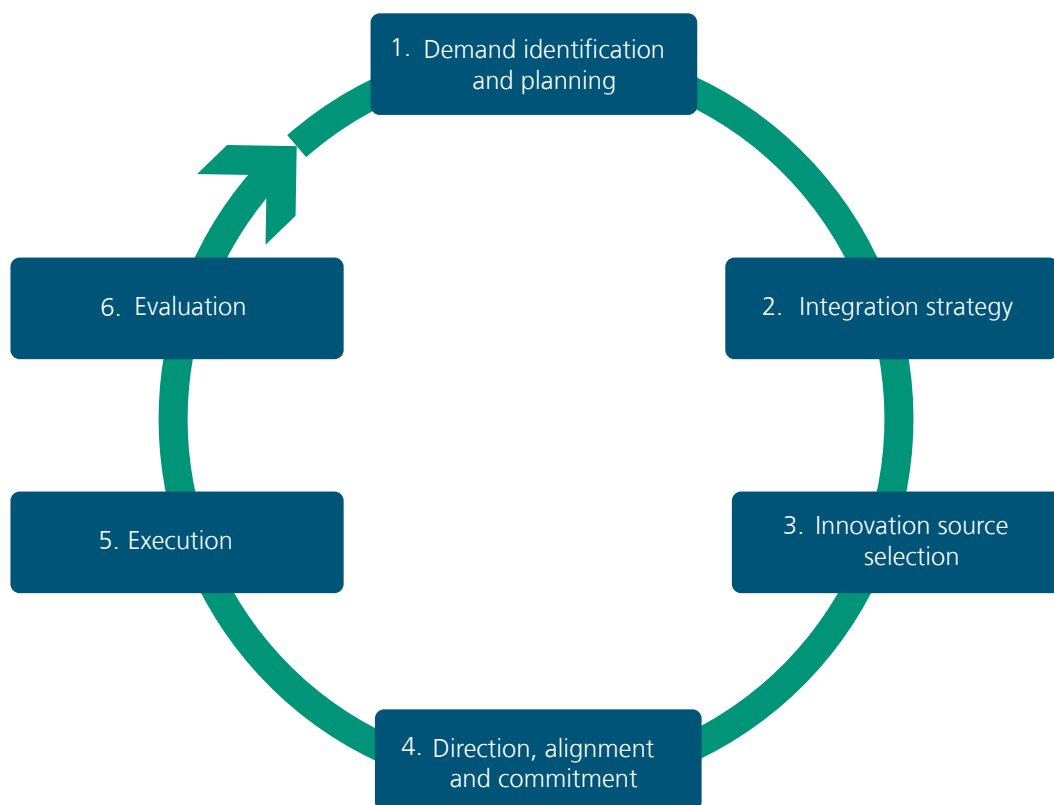 1. Demand identification
and planning
2. Integration strategy
3. Innovation source
selection
4. Direction, alignment
and commitment
5. Execution
6. Evaluation